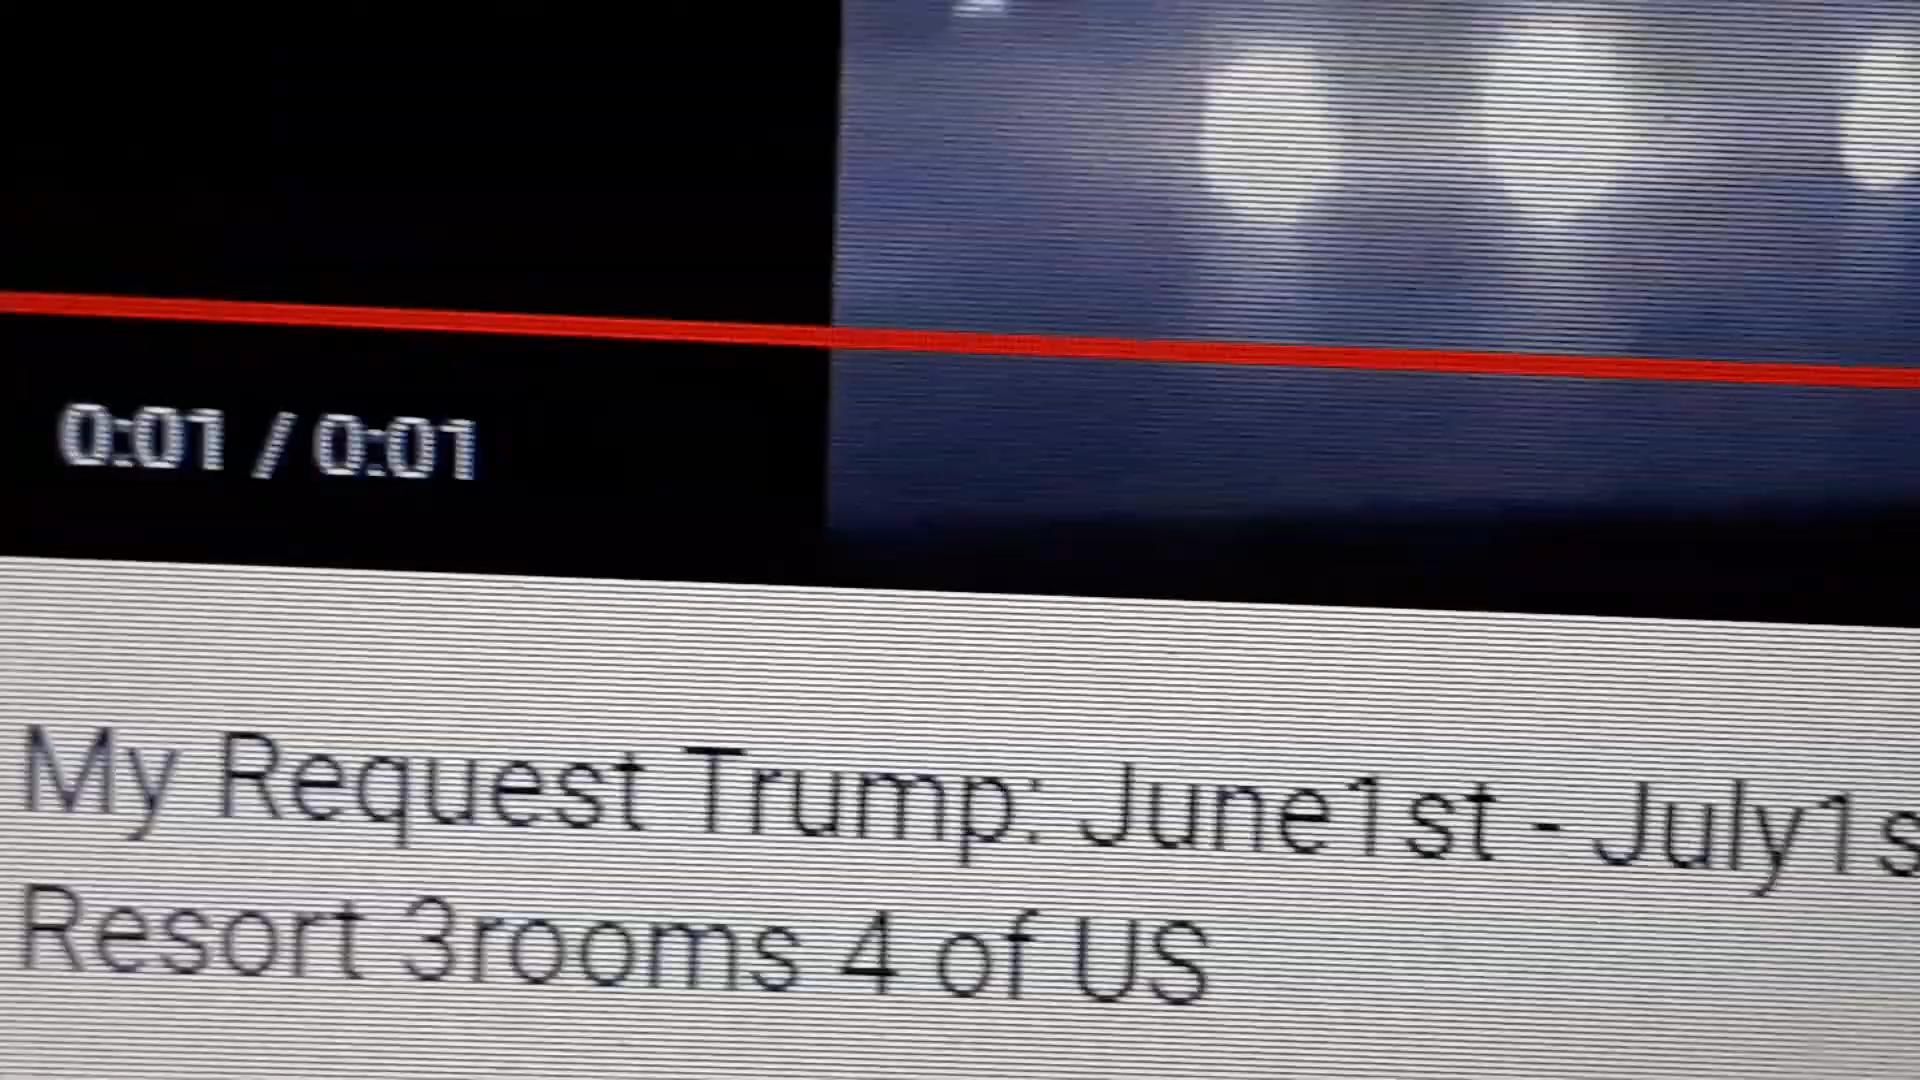 0:01 / 0:01
My Request Trump: June1st - July1s
Resort 3rooms 4 of US